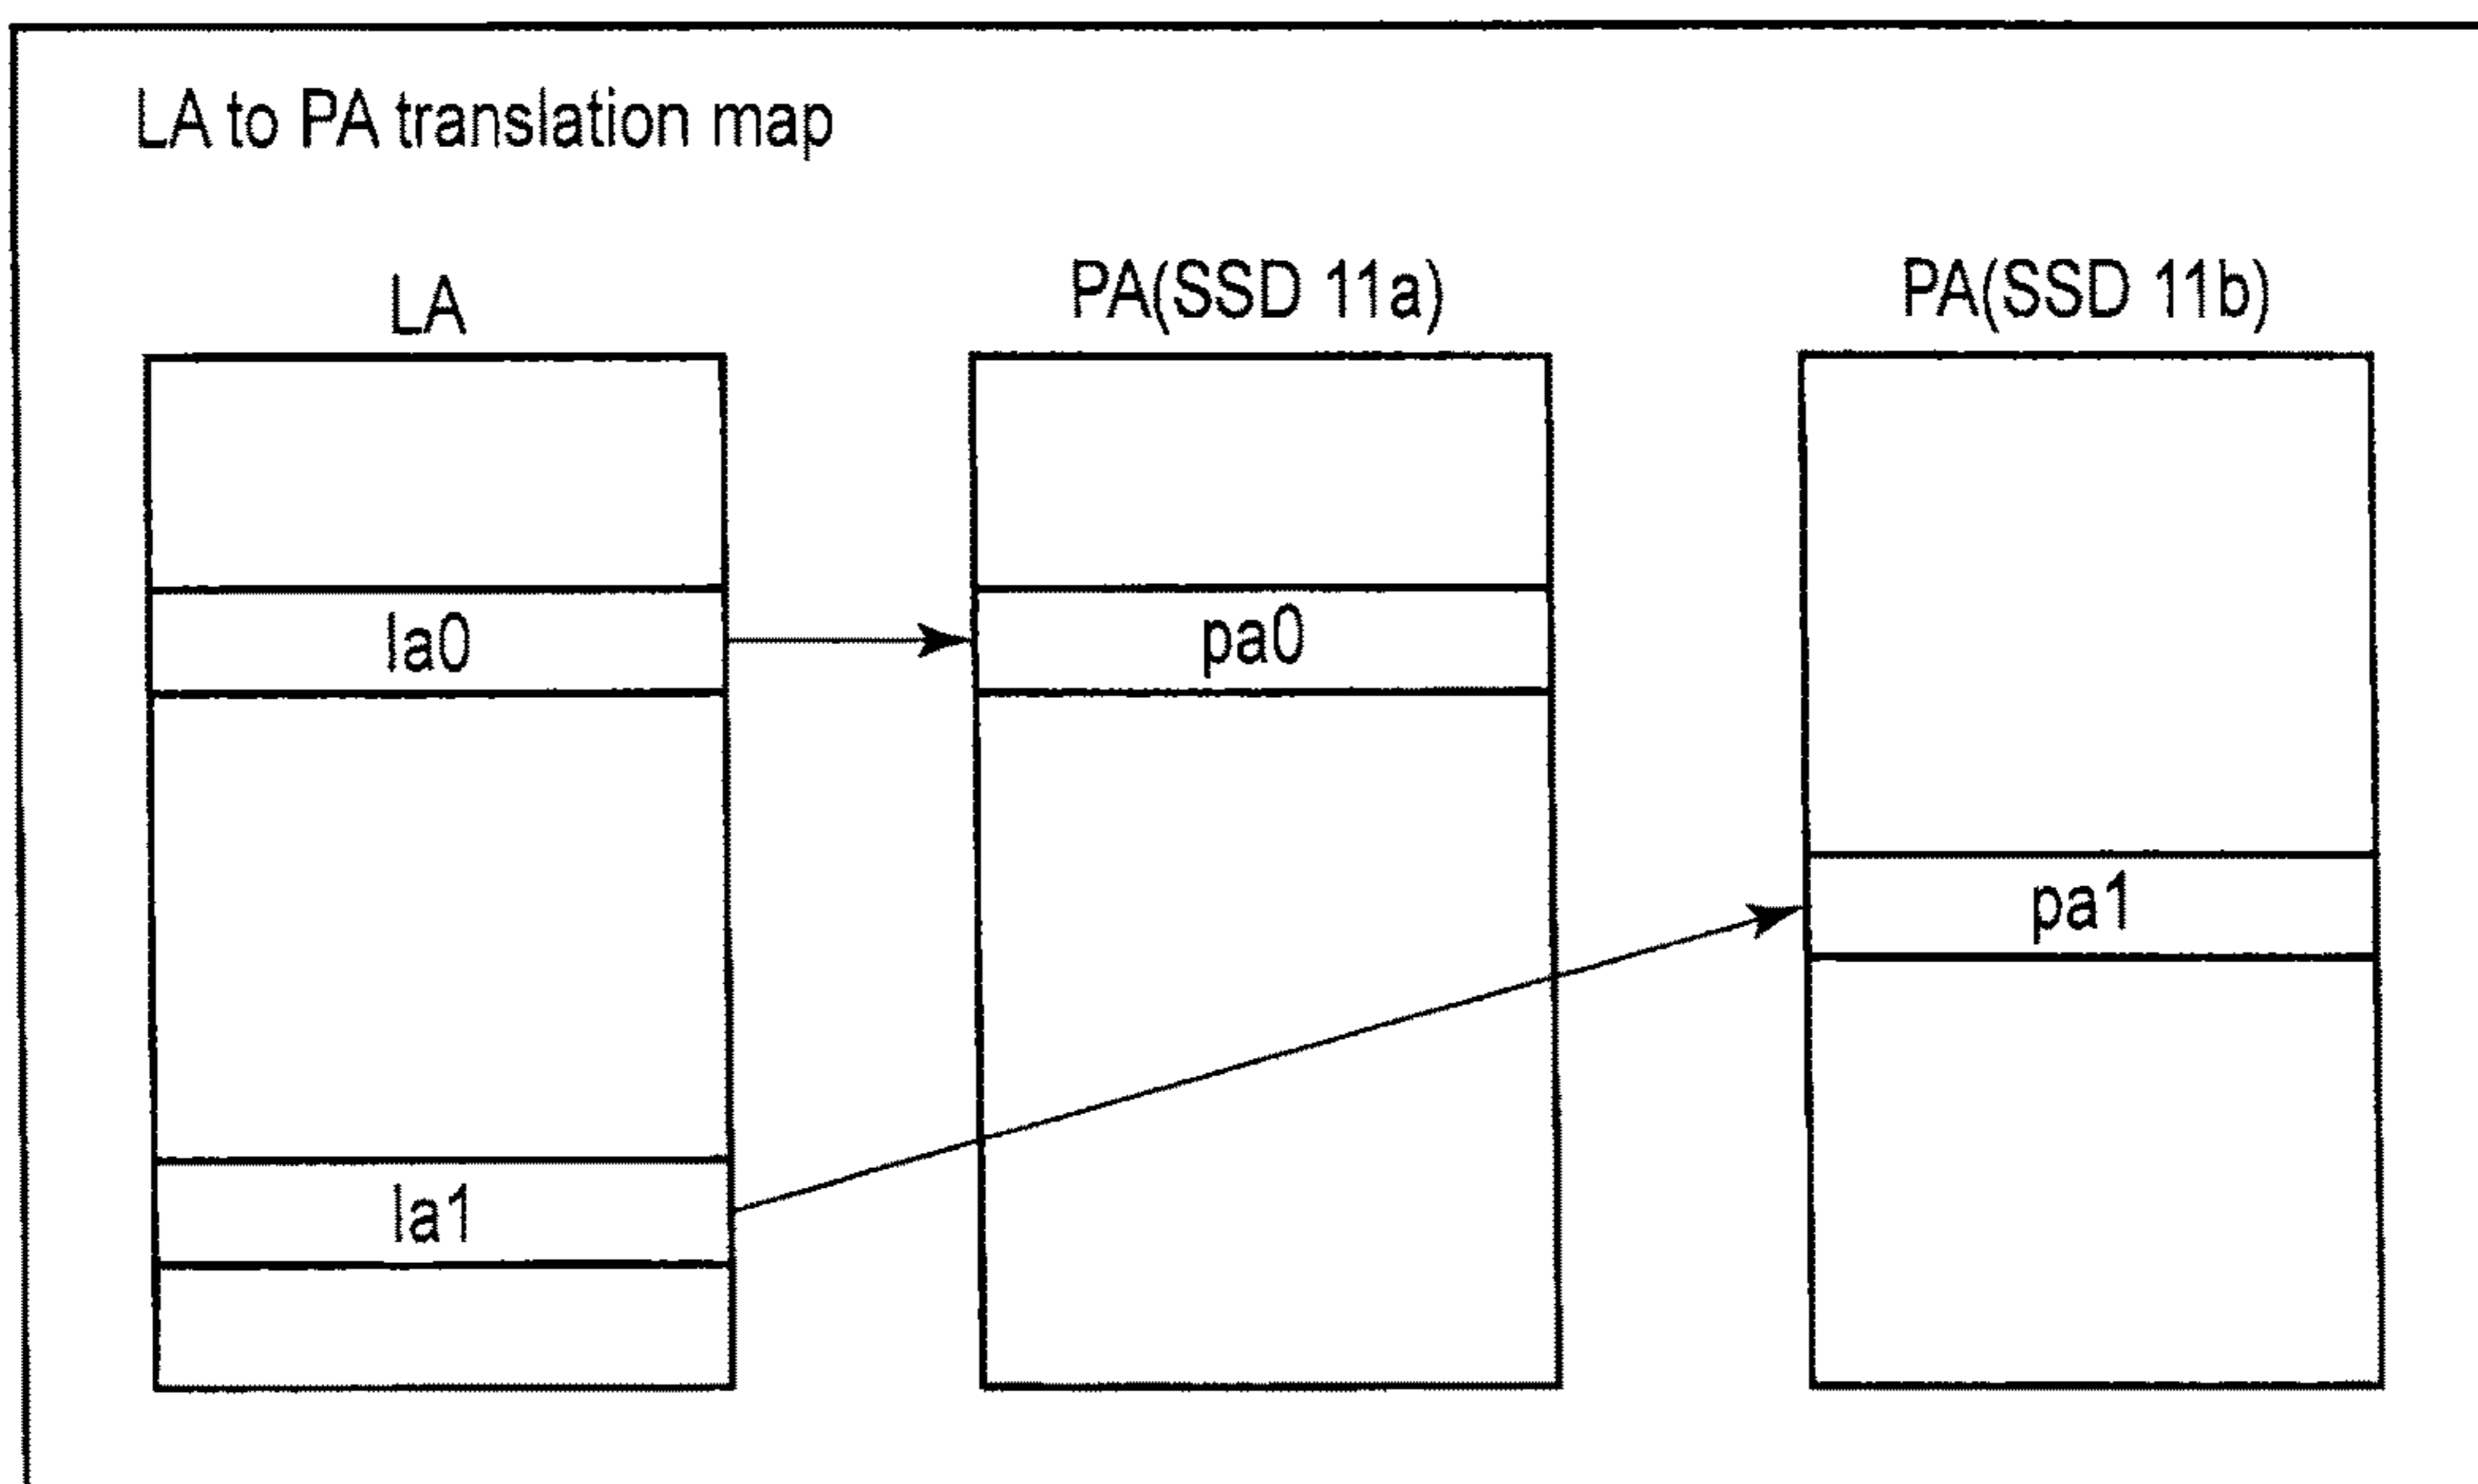 LA to PA translation map
LA
PA(SSD 11a)
PA(SSD 11b)
la0
pa0
pa1
la1